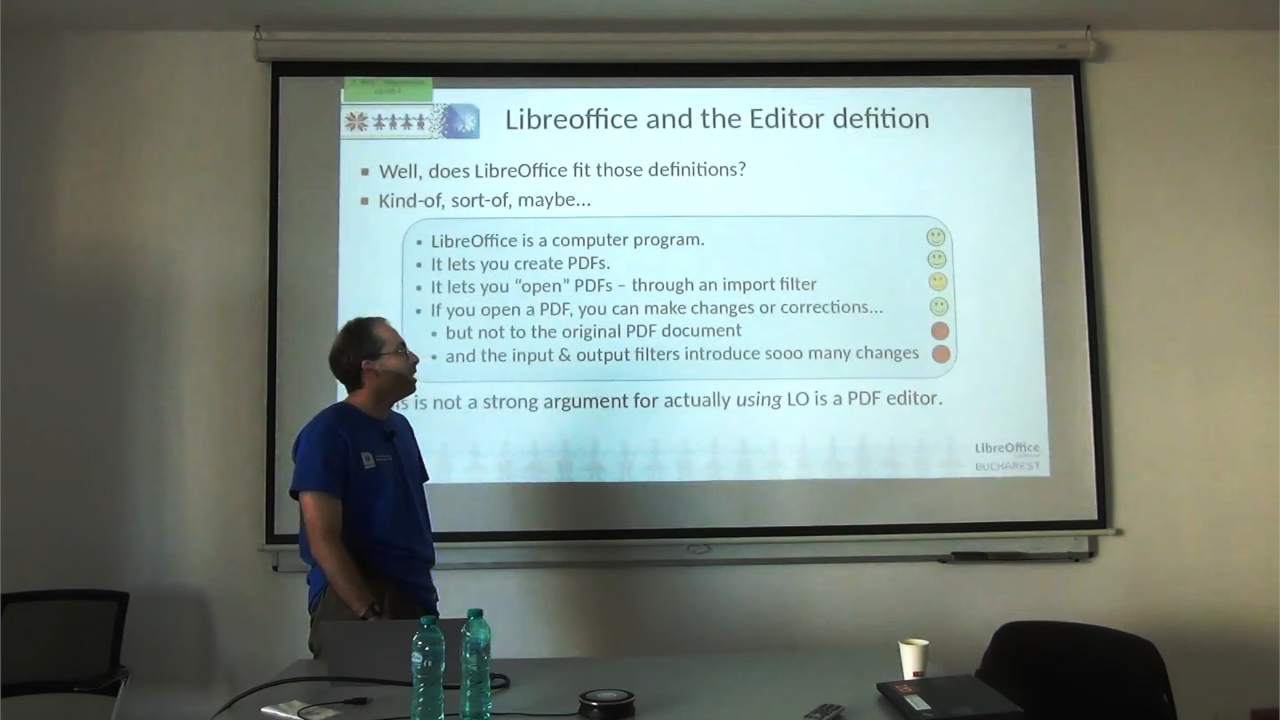 Libreoffice and the Editor defition
Well, does LibreOffice fit those definitions?
Kind-of, sort-of, maybe...
LibreOffice is a computer program.
It lets you create PDFs.
It lets you “open” PDFs – through an import filter
If you open a PDF, you can make changes or corrections...
but not to the original PDF document
and the input & output filters introduce sooo many changes
is not a strong argument for actually using LO is a PDF editor.
LibreOffice
BUCHAREST